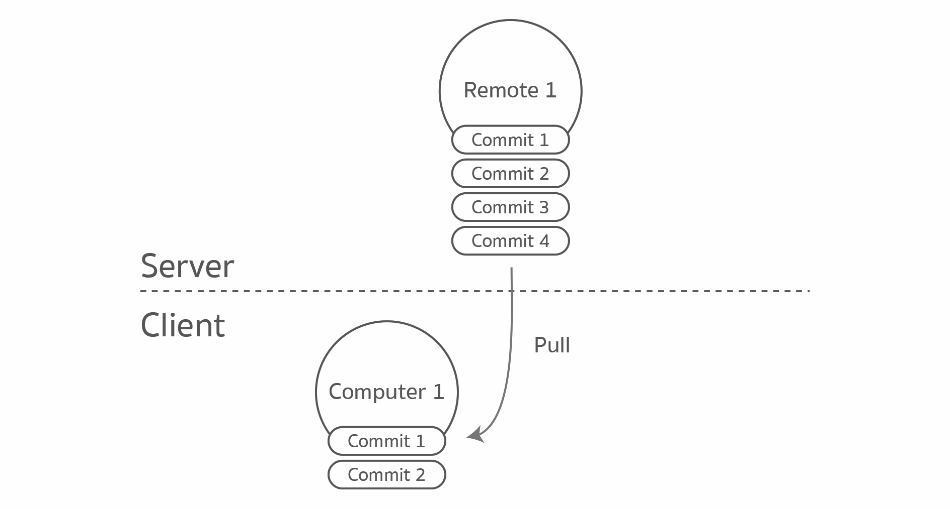 Remote 1
Commit 1
Commit 2
Commit 3
Commit 4
Server
Client
Pull
Computer 1
Commit 1
Commit 2